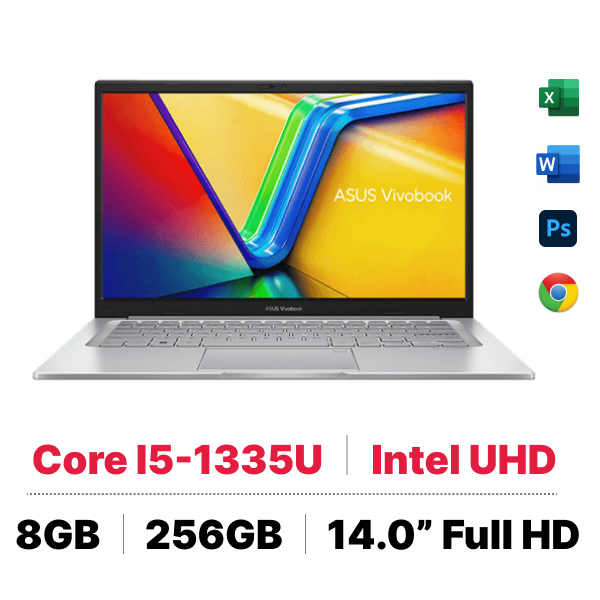 X
W
ASUS Vivobook
Ps
ASUS Vivobook
Core I5-1335U | Intel UHD
8GB | 256GB | 14.0” Full HD